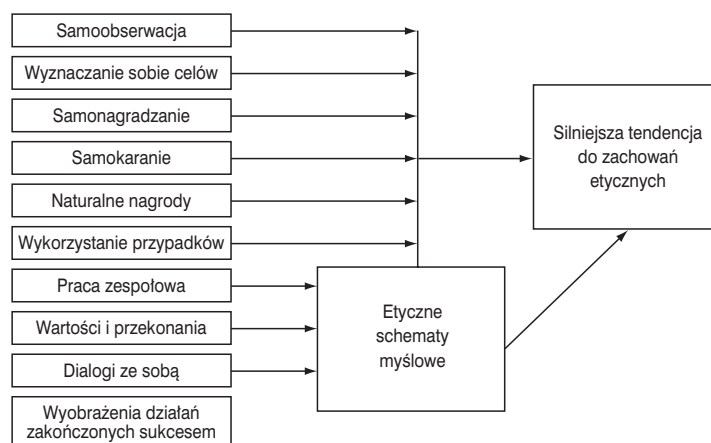 Samoobserwacja
Wyznaczanie sobie celów
Samonagradzanie
Samokaranie
Naturalne nagrody
Wykorzystanie przypadków
Praca zespołowa
Wartości i przekonania
Dialogi ze sobą
Wyobrażenia działań
zakończonych sukcesem
Etyczne
schematy
myślowe
Silniejsza tendencja
do zachowań
etycznych